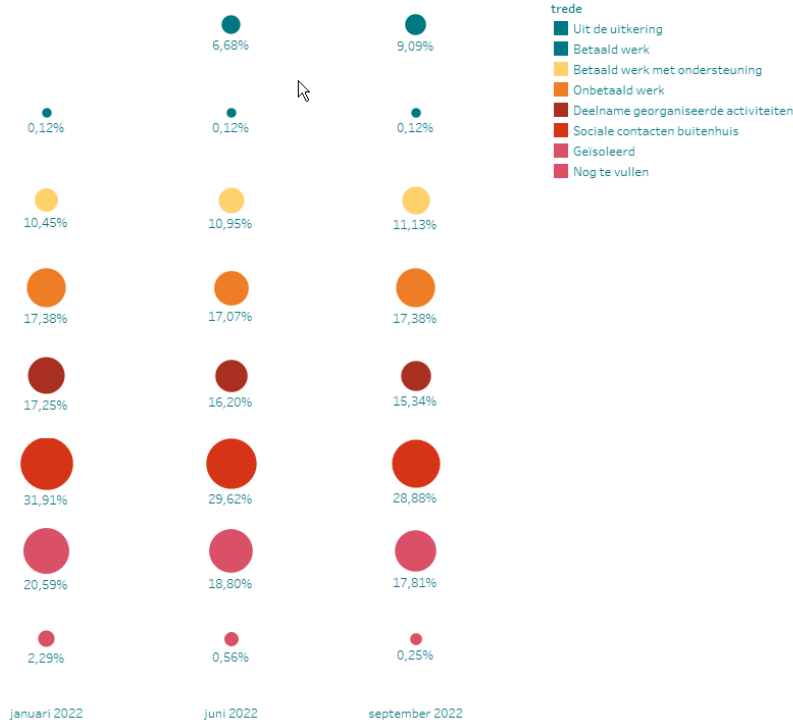 trede
Uit de uitkering
Betaald werk
Betaald werk met ondersteuning
Onbetaald werk
Deelname georganiseerde activiteiten
Sociale contacten buitenhuis
Geïsoleerd
Nog te vullen
6,68% 9,09%
0,12% 0,12% 0,12%
10,45% 10,95% 11,13%
17,38% 17,07% 17,38%
17,25% 16,20% 15,34%
31,91% 29,62% 28,88%
20,59% 18,80% 17,81%
2,29% 0,56% 0,25%
januari 2022 juni 2022 september 2022